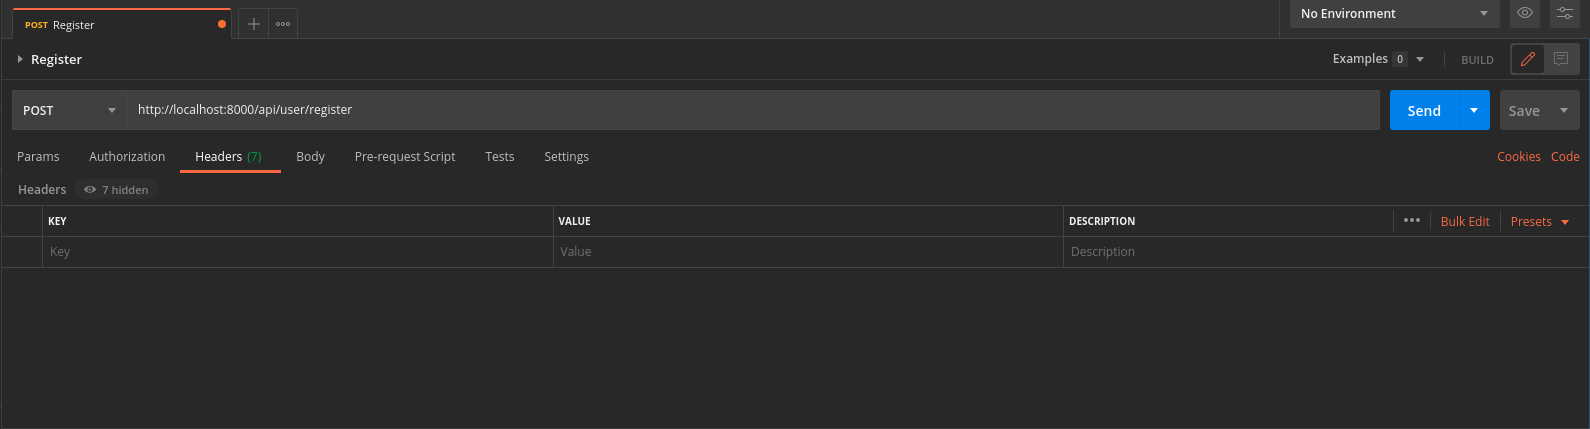 POST Register
No Environment
Register
Examples 0
BUILD
POST
http://localhost:8000/api/user/register
Send
Save
Params Authorization Headers (7) Body Pre-request Script Tests Settings
Cookies Code
Headers 7 hidden
KEY VALUE DESCRIPTION
Bulk Edit Presets
Key Value Description